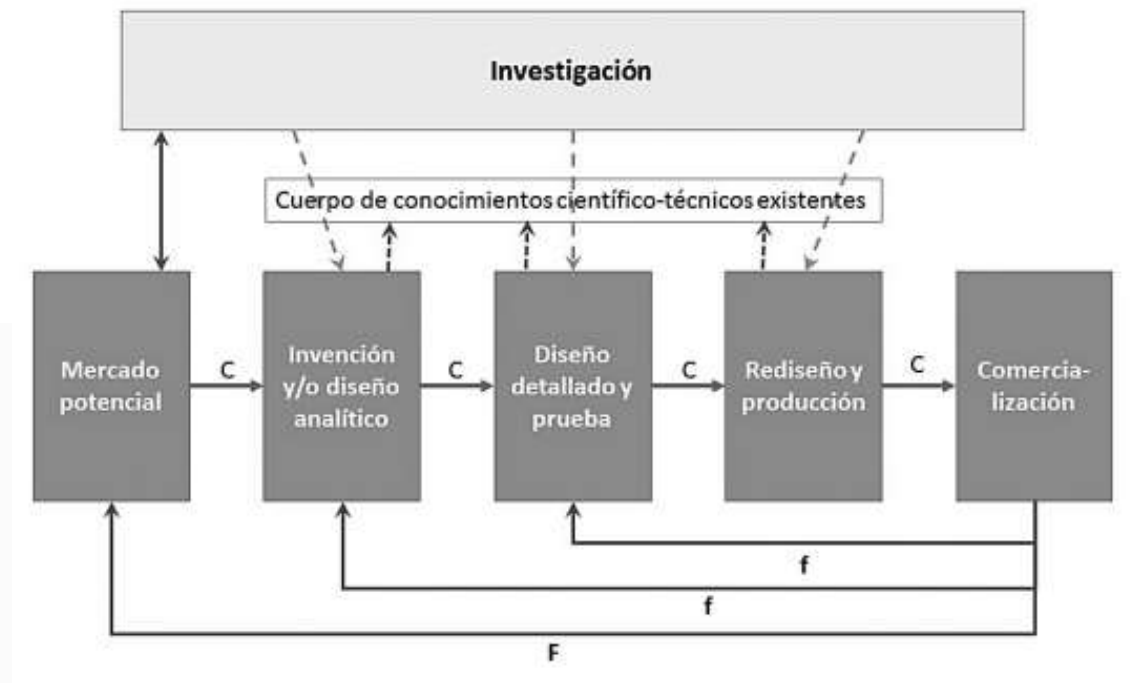 Investigación
Cuerpo de conocimientos científico-técnicos existentes
Mercado
potencial
C
Invención
y/o diseño
analítico
C
Diseño
detallado y
prueba
C
Rediseño y
producción
C
Comercia-
lización
f
f
F